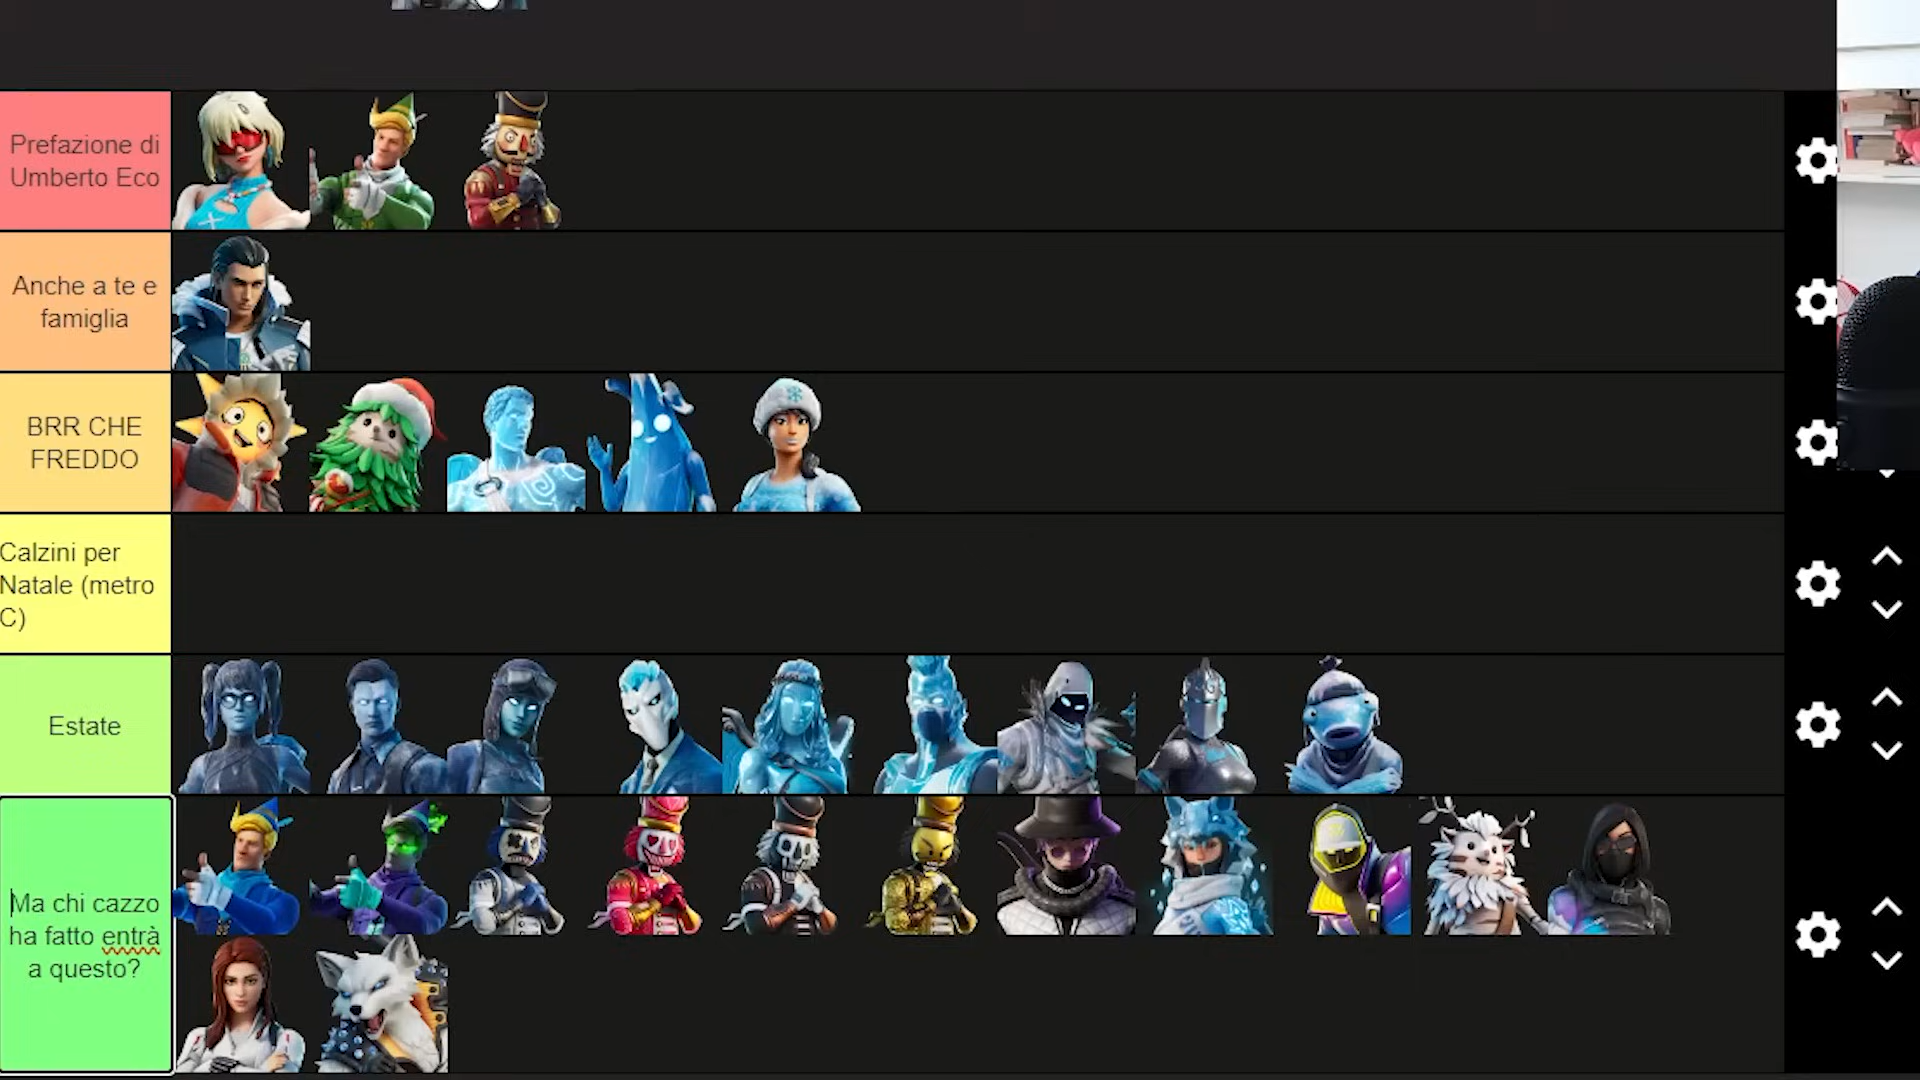 Prefazione di
Umberto Eco
Anche a te e
famiglia
BRR CHE
FREDDO
Calzini per
Natale (metro
C)
Estate
Ma chi cazzo
ha fatto entrà
a questo?